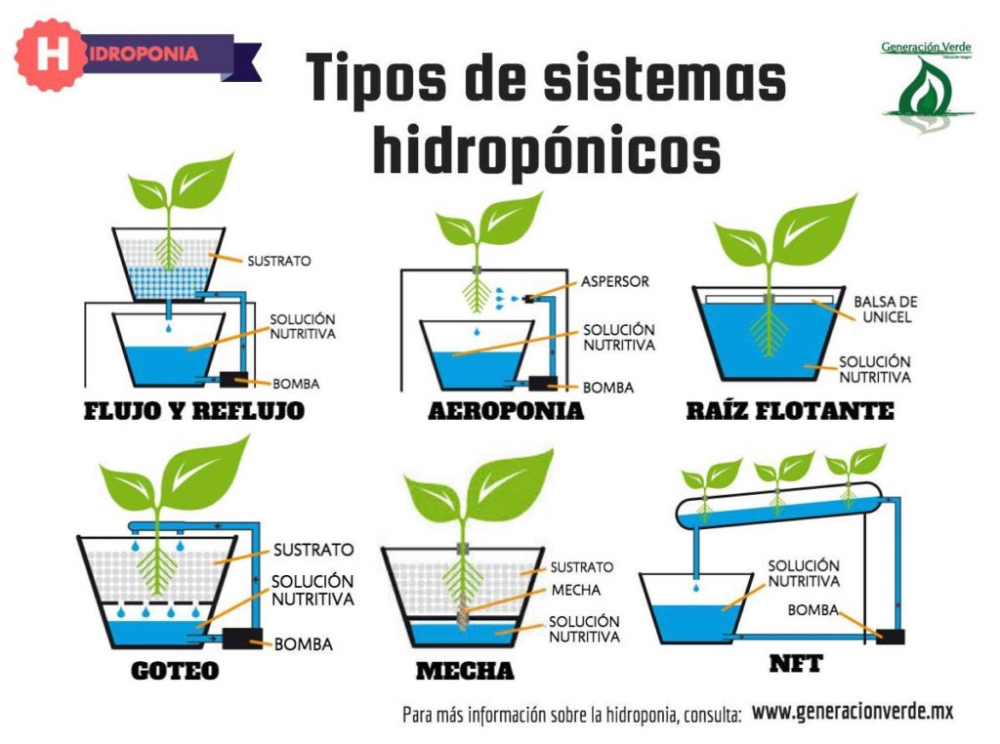 HIDROPONIA
Generación Verde
Tipos de sistemas
hidropónicos
SUSTRATO
SOLUCIÓN
NUTRITIVA
BOMBA
FLUJO Y REFLUJO
ASPERSOR
SOLUCIÓN
NUTRITIVA
BOMBA
AEROPONIA
BALSA DE
UNICEL
SOLUCIÓN
NUTRITIVA
RAÍZ FLOTANTE
SUSTRATO
SOLUCIÓN
NUTRITIVA
BOMBA
GOTEO
SUSTRATO
MECHA
SOLUCIÓN
NUTRITIVA
MECHA
SOLUCIÓN
NUTRITIVA
BOMBA
NFT
Para más información sobre la hidroponia, consulta: www.generacionverde.mx